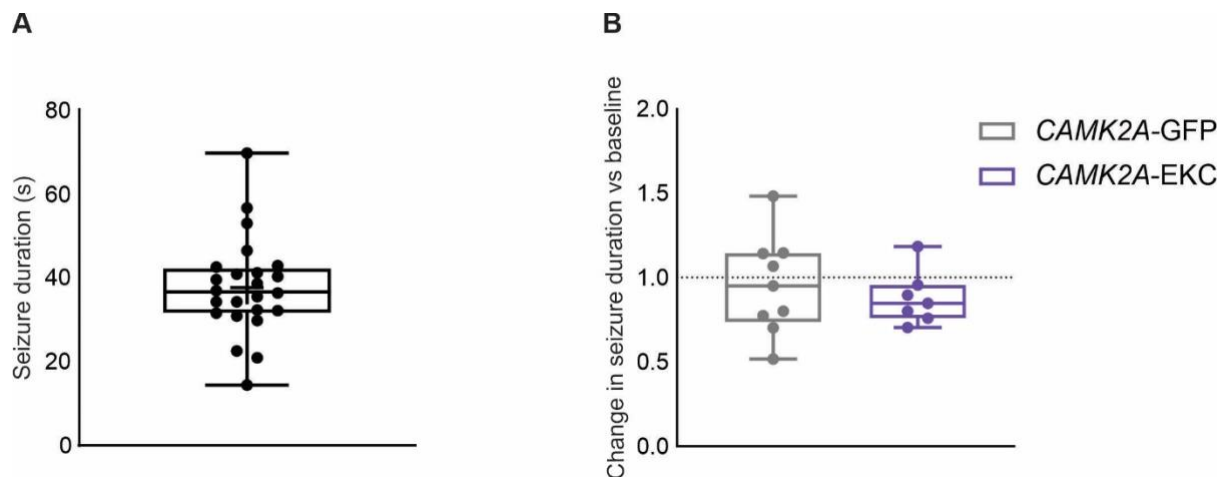 A
Seizure duration (s)
80
60
40
20
0
B
Change in seizure duration vs baseline
2.0
1.5
1.0
0.5
0.0
CAMK2A-GFP
CAMK2A-EKC